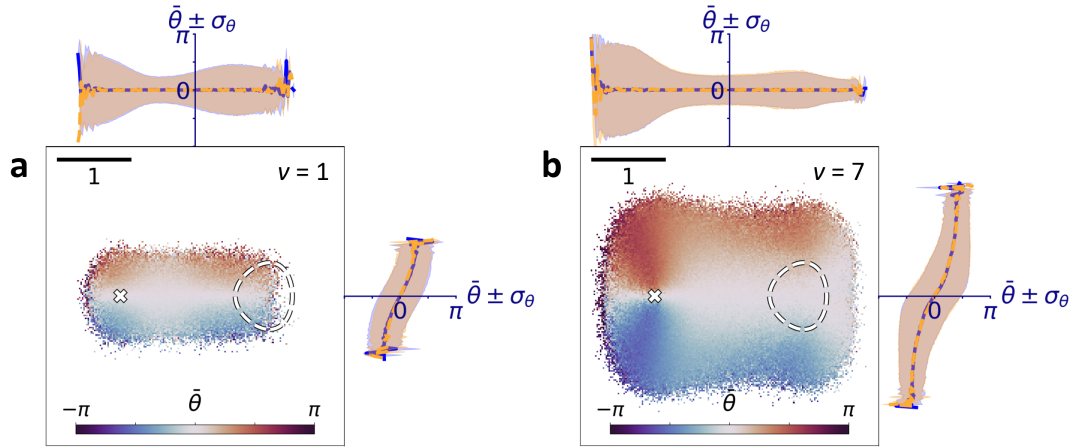 θ̄ ± σ_θ
π
0
a
1
v = 1
0
π
θ̄ ± σ_θ
−π
θ̄
π
θ̄ ± σ_θ
π
0
b
1
v = 7
0
π
θ̄ ± σ_θ
−π
θ̄
π